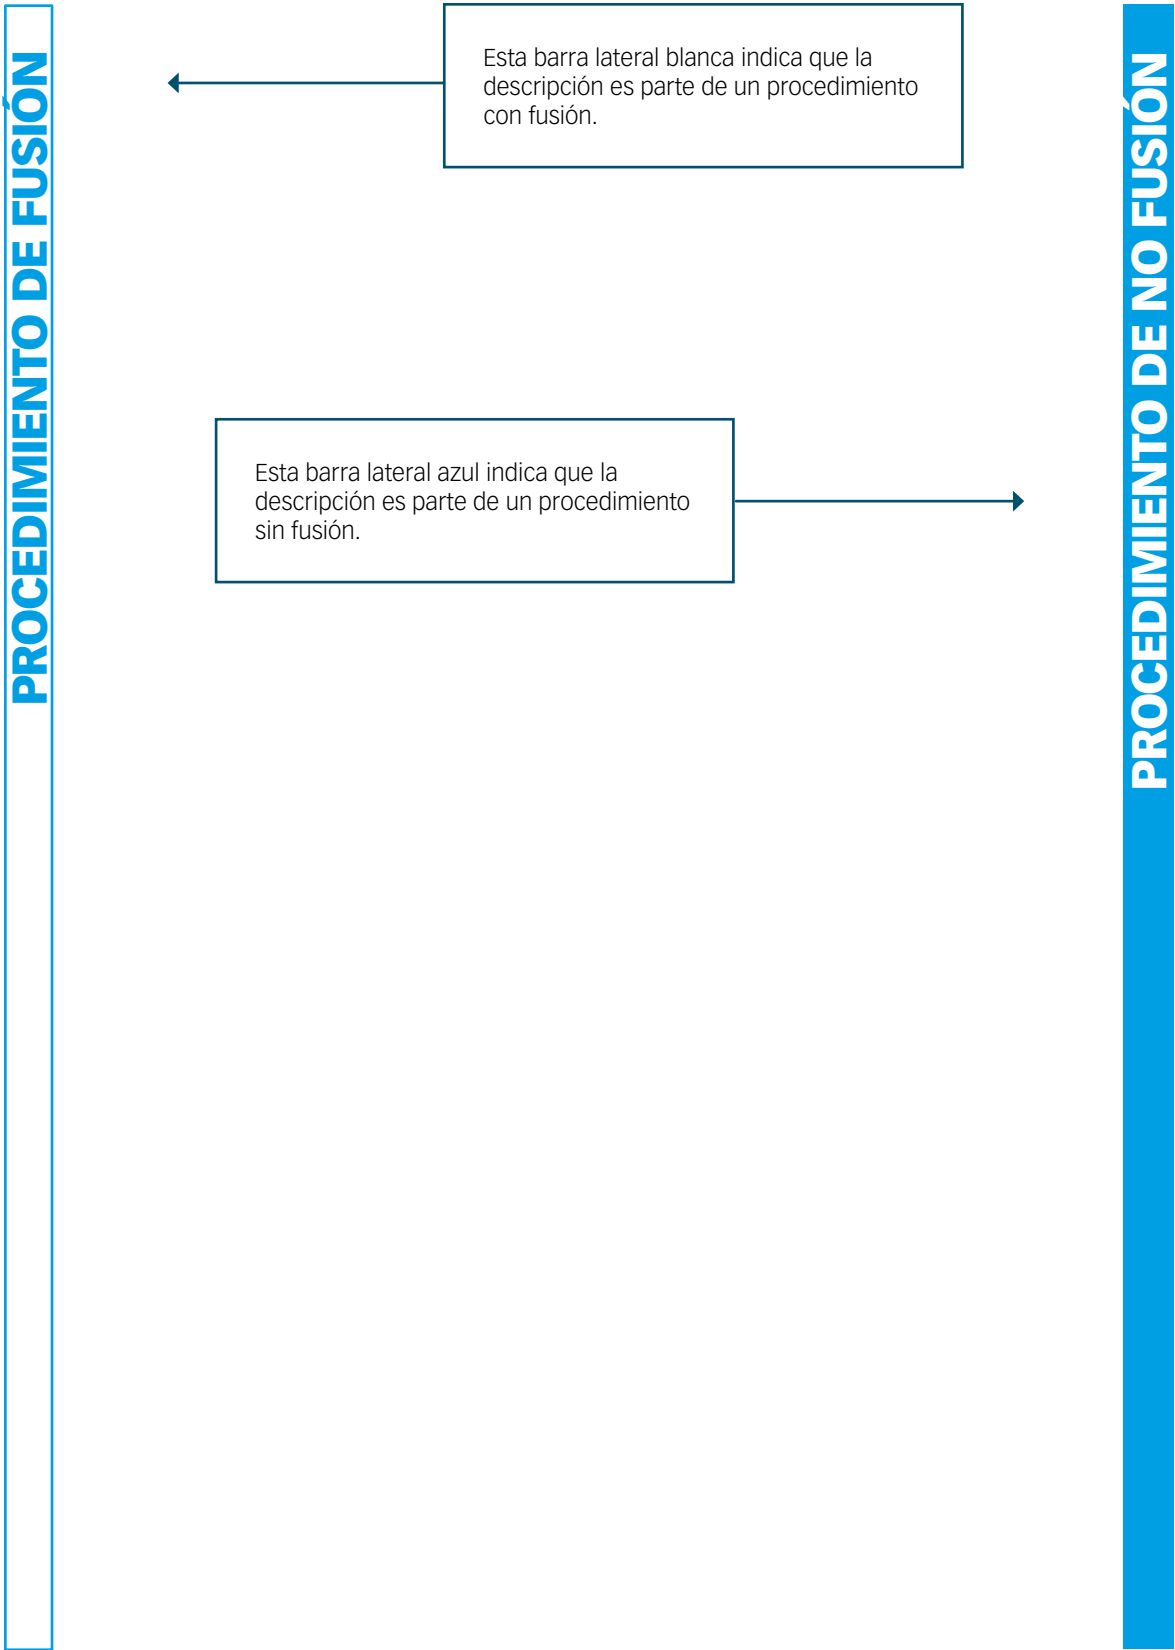 PROCEDIMIENTO DE FUSIÓN
Esta barra lateral blanca indica que la
descripción es parte de un procedimiento
con fusión.
Esta barra lateral azul indica que la
descripción es parte de un procedimiento
sin fusión.
PROCEDIMIENTO DE NO FUSIÓN